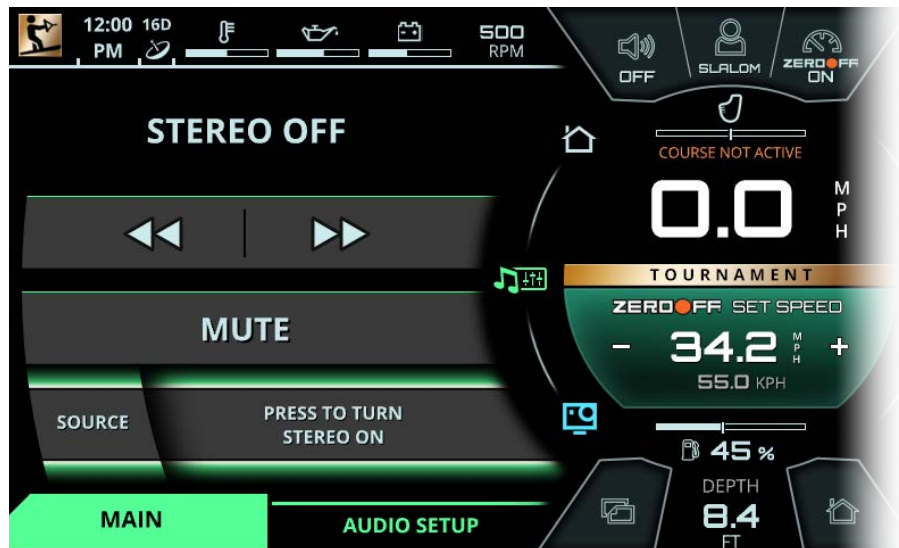 12:00 16D
PM
500
RPM
OFF
SLALOM
ZEROOFF
ON
STEREO OFF
COURSE NOT ACTIVE
0.0
MPH
MUTE
TOURNAMENT
ZEROOFF SET SPEED
- 34.2 MPH +
55.0 KPH
SOURCE
PRESS TO TURN
STEREO ON
45 %
DEPTH
8.4
FT
MAIN
AUDIO SETUP